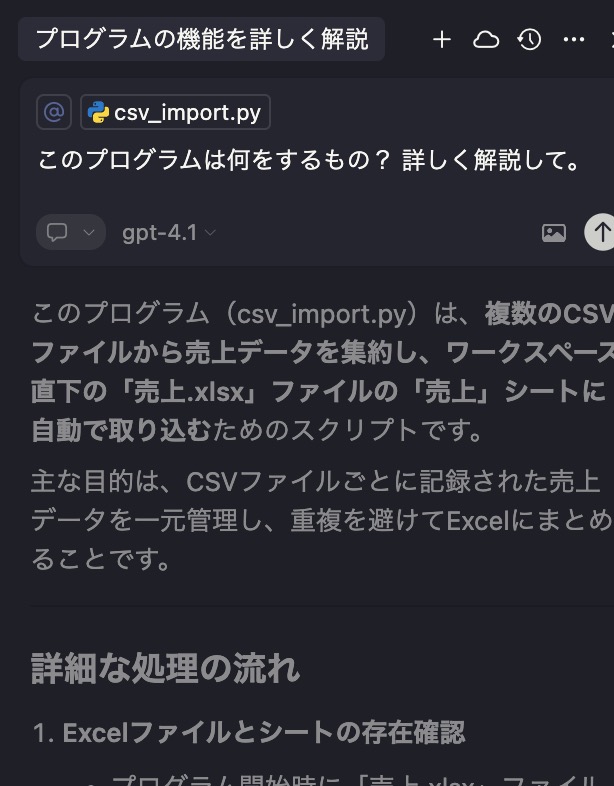 プログラムの機能を詳しく解説
@ csv_import.py
このプログラムは何をするもの？ 詳しく解説して。
gpt-4.1
このプログラム（csv_import.py）は、複数のCSV
ファイルから売上データを集約し、ワークスペース
直下の「売上.xlsx」ファイルの「売上」シートに
自動で取り込むためのスクリプトです。
主な目的は、CSVファイルごとに記録された売上
データを一元管理し、重複を避けてExcelにまとめ
ることです。
詳細な処理の流れ
1. Excelファイルとシートの存在確認
• プログラム開始時に「売上.xlsx」ファイル